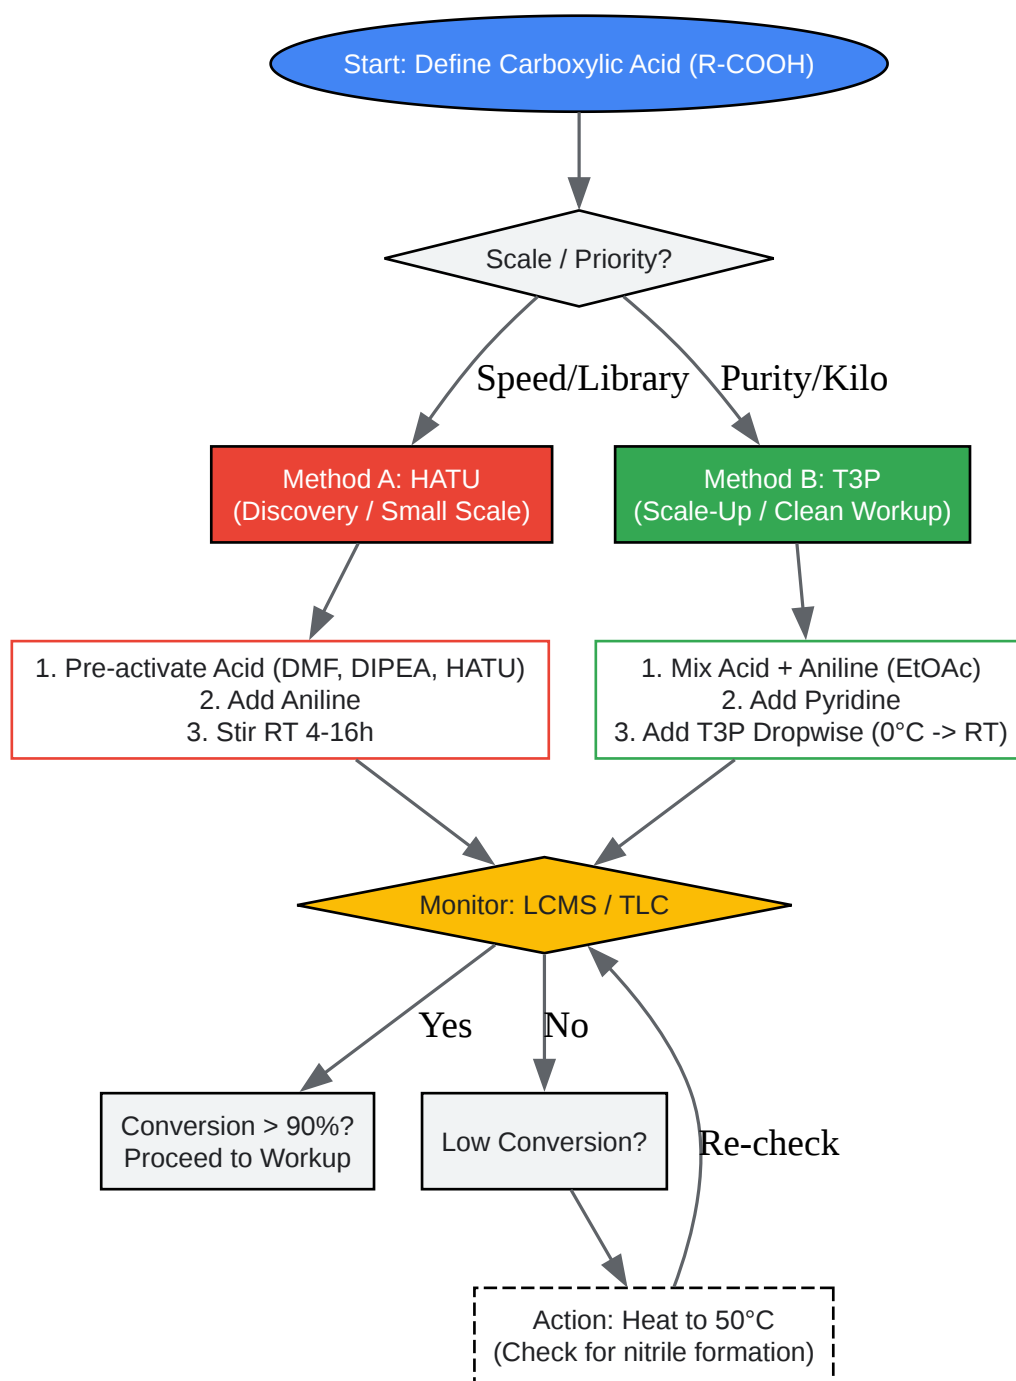 Start: Define Carboxylic Acid (R-COOH)
Scale / Priority?
Speed/Library
Purity/Kilo
Method A: HATU
(Discovery / Small Scale)
Method B: T3P
(Scale-Up / Clean Workup)
1. Pre-activate Acid (DMF, DIPEA, HATU)
2. Add Aniline
3. Stir RT 4-16h
1. Mix Acid + Aniline (EtOAc)
2. Add Pyridine
3. Add T3P Dropwise (0°C -> RT)
Monitor: LCMS / TLC
Yes
No
Conversion > 90%?
Proceed to Workup
Low Conversion?
Re-check
Action: Heat to 50°C
(Check for nitrile formation)